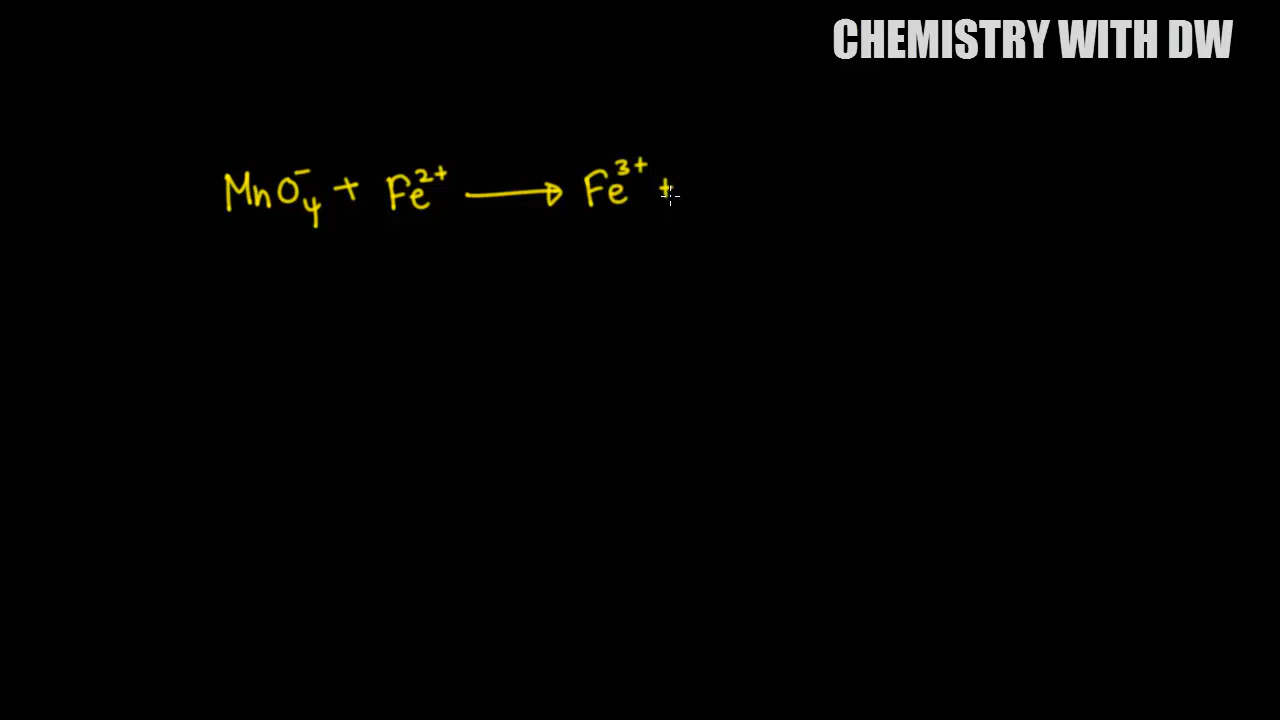 CHEMISTRY WITH DW
MnO₄⁻ + Fe²⁺ ⟶ Fe³⁺ +